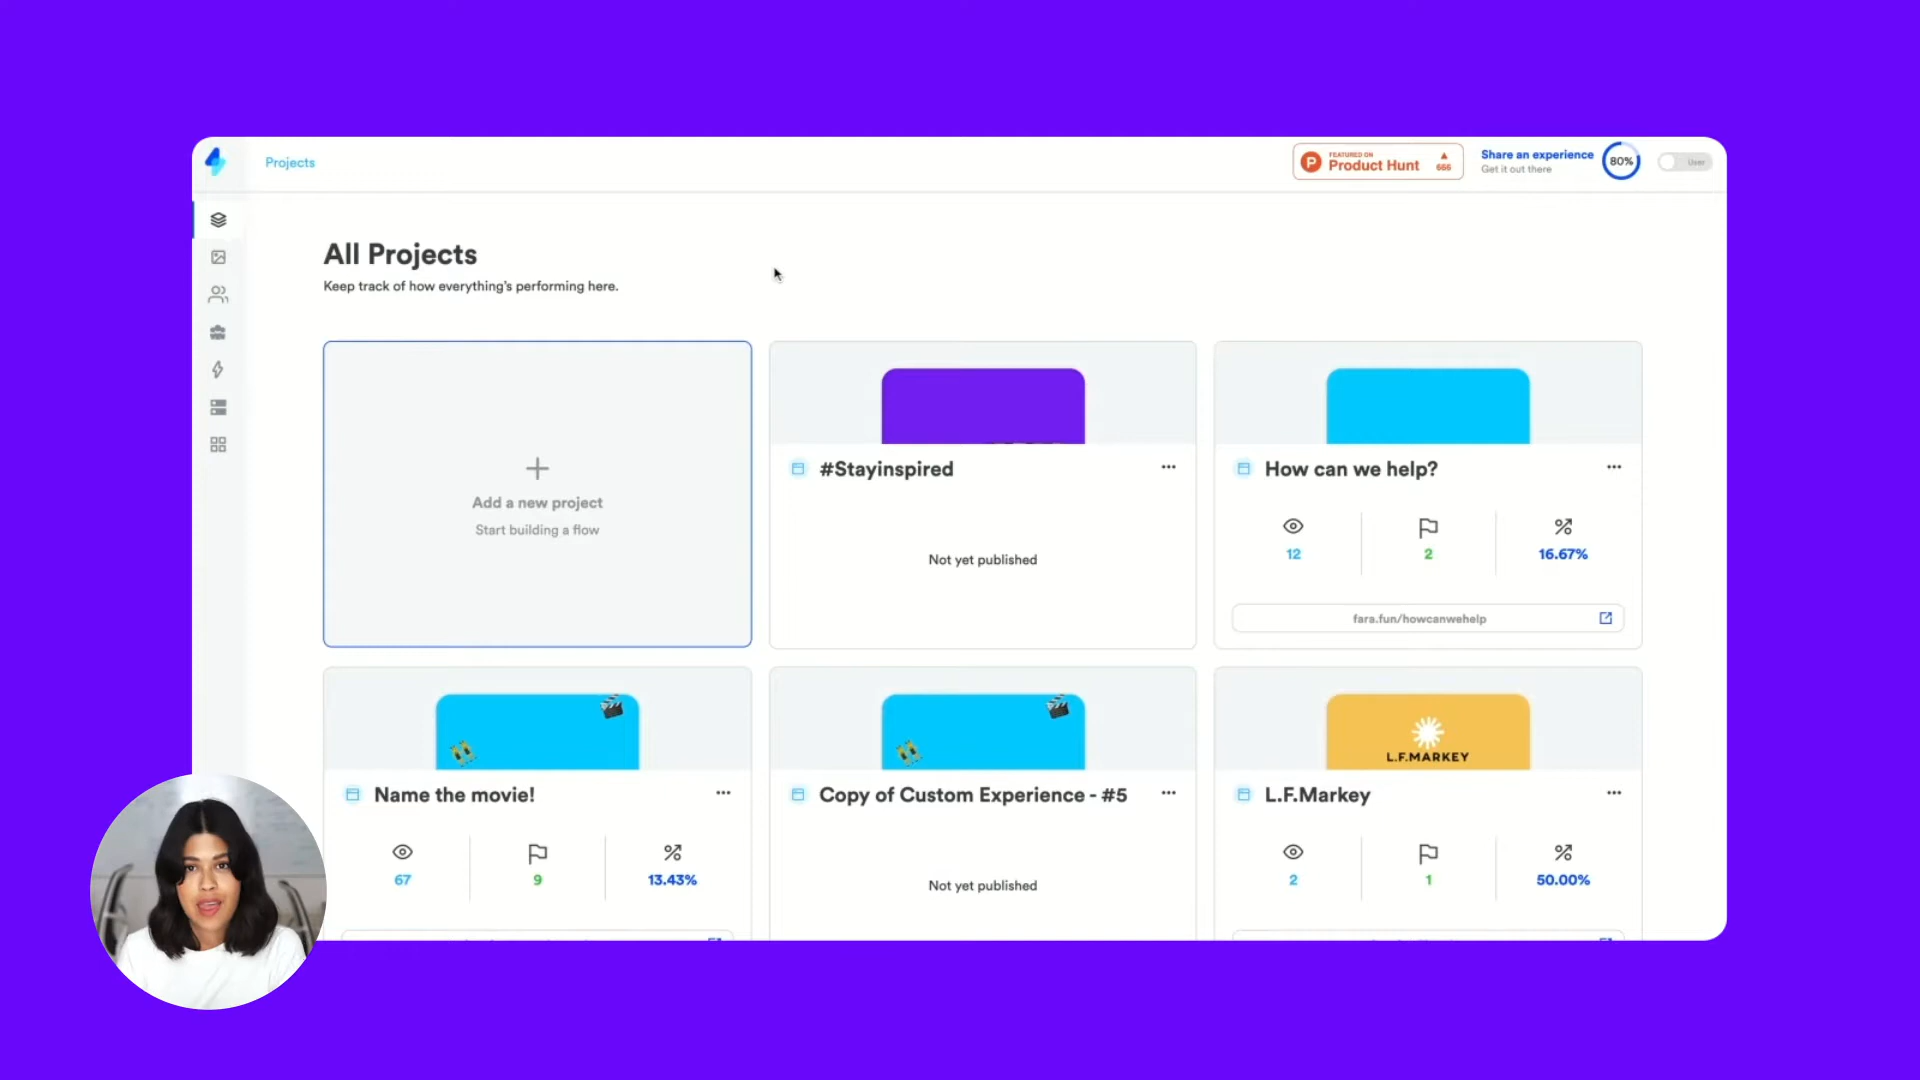 Projects
FEATURED ON
Product Hunt
666
Share an experience
Get it out there
80%
User
All Projects
Keep track of how everything's performing here.
Add a new project
Start building a flow
#Stayinspired
Not yet published
How can we help?
12
2
16.67%
fara.fun/howcanwehelp
Name the movie!
67
9
13.43%
Copy of Custom Experience - #5
Not yet published
L.F.MARKEY
L.F.Markey
2
1
50.00%